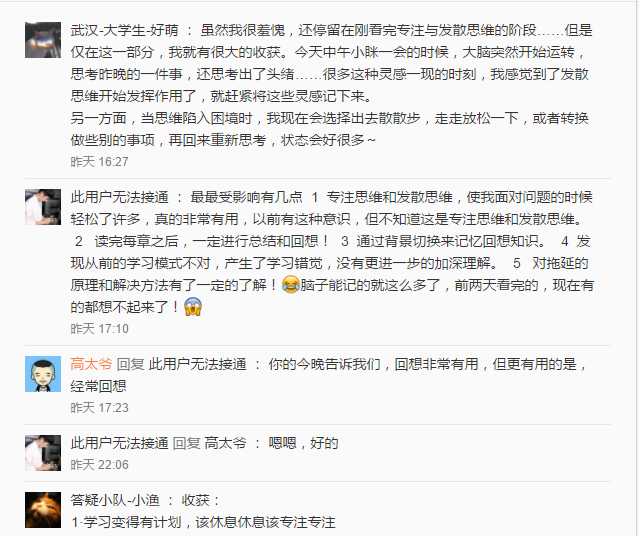 武汉-大学生-好萌 ： 虽然我很羞愧，还停留在刚看完专注与发散思维的阶段......但是
仅在这一部分，我就有很大的收获。今天中午小眯一会的时候，大脑突然开始运转，
思考昨晚的一件事，还思考出了头绪......很多这种灵感一现的时刻，我感觉到了发散
思维开始发挥作用了，就赶紧将这些灵感记下来。
另一方面，当思维陷入困境时，我现在会选择出去散散步，走走放松一下，或者转换
做些别的事项，再回来重新思考，状态会好很多～
昨天 16:27
此用户无法接通 ： 最最受影响有几点 1 专注思维和发散思维，使我面对问题的时候
轻松了许多，真的非常有用，以前有这种意识，但不知道这是专注思维和发散思维。
2 读完每章之后，一定进行总结和回想！ 3 通过背景切换来记忆回想知识。 4 发
现从前的学习模式不对，产生了学习错觉，没有更进一步的加深理解。 5 对拖延的
原理和解决方法有了一定的了解！😂脑子能记的就这么多了，前两天看完的，现在有
的都想不起来了！😱
昨天 17:10
高太爷 回复 此用户无法接通 ： 你的今晚告诉我们，回想非常有用，但更有用的是，
经常回想
昨天 17:23
此用户无法接通 回复 高太爷 ： 嗯嗯，好的
昨天 22:06
答疑小队-小渔 ： 收获：
1·学习变得有计划，该休息休息该专注专注